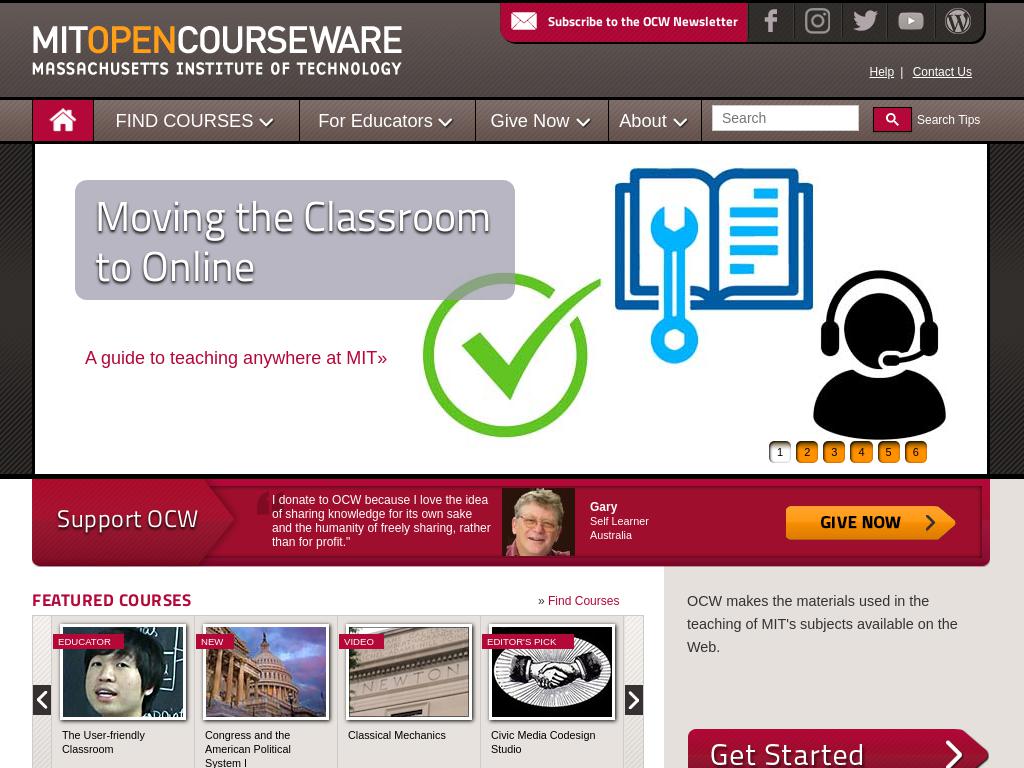 Subscribe to the OCW Newsletter
MITOPENCOURSEWARE
MASSACHUSETTS INSTITUTE OF TECHNOLOGY
Help | Contact Us
FIND COURSES For Educators Give Now About Search Search Tips
Moving the Classroom
to Online
A guide to teaching anywhere at MIT»
1 2 3 4 5 6
Support OCW
I donate to OCW because I love the idea
of sharing knowledge for its own sake
and the humanity of freely sharing, rather
than for profit."
Gary
Self Learner
Australia
GIVE NOW
FEATURED COURSES
» Find Courses
EDUCATOR NEW VIDEO EDITOR'S PICK
NEWTON
The User-friendly
Classroom
Congress and the
American Political
System I
Classical Mechanics
Civic Media Codesign
Studio
OCW makes the materials used in the
teaching of MIT's subjects available on the
Web.
Get Started